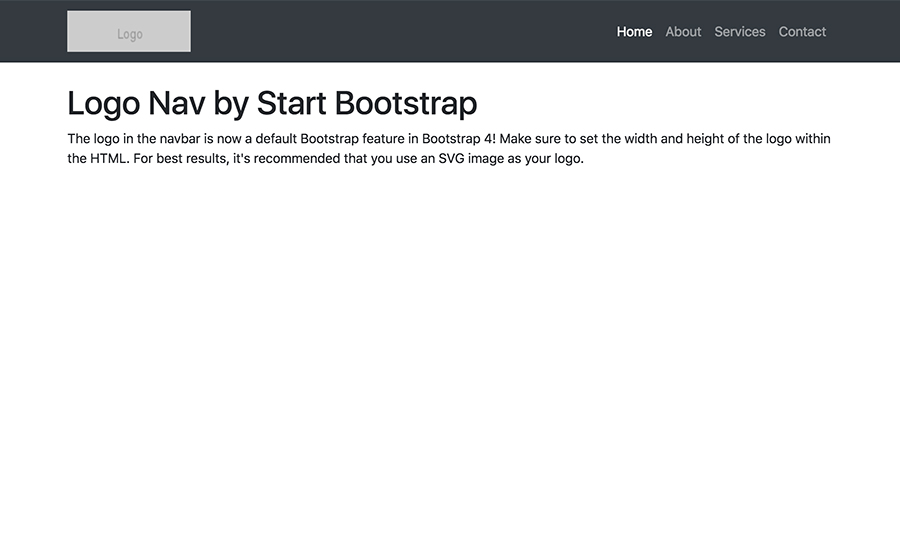 Logo
Home About Services Contact
Logo Nav by Start Bootstrap
The logo in the navbar is now a default Bootstrap feature in Bootstrap 4! Make sure to set the width and height of the logo within
the HTML. For best results, it's recommended that you use an SVG image as your logo.